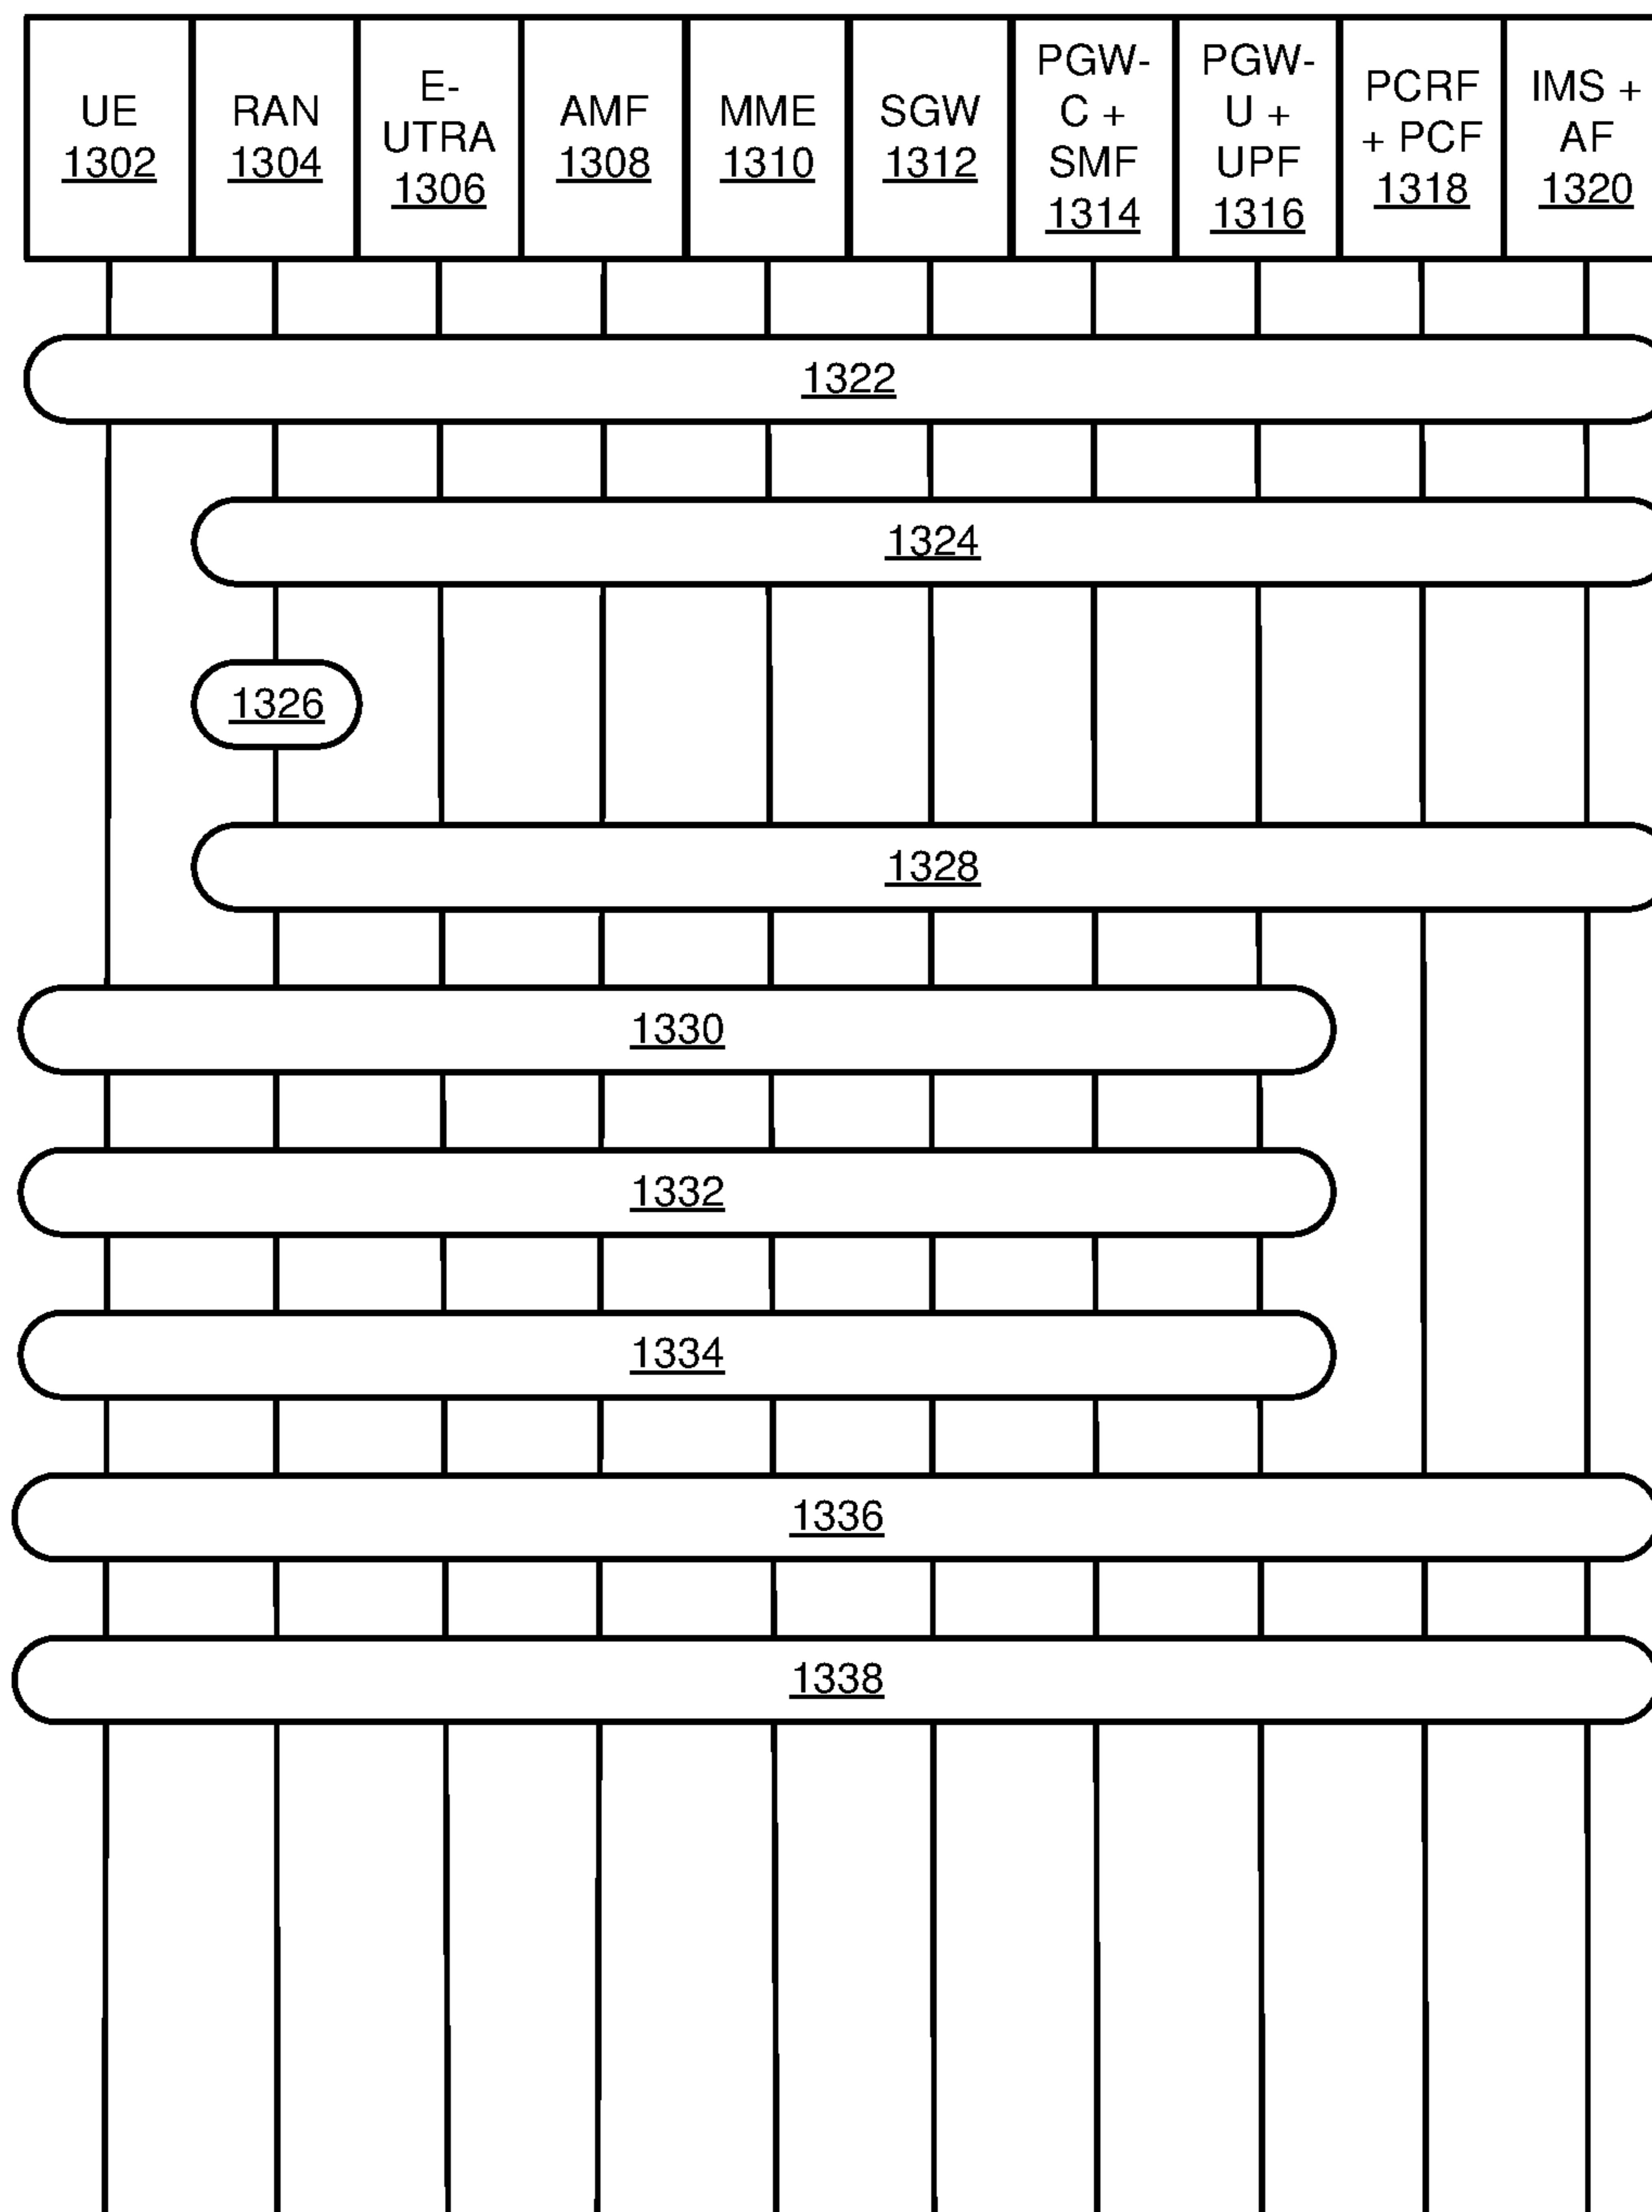 UE
1302
RAN
1304
E-
UTRA
1306
AMF
1308
MME
1310
SGW
1312
PGW-
C +
SMF
1314
PGW-
U +
UPF
1316
PCRF
+ PCF
1318
IMS +
AF
1320
1322
1324
1326
1328
1330
1332
1334
1336
1338